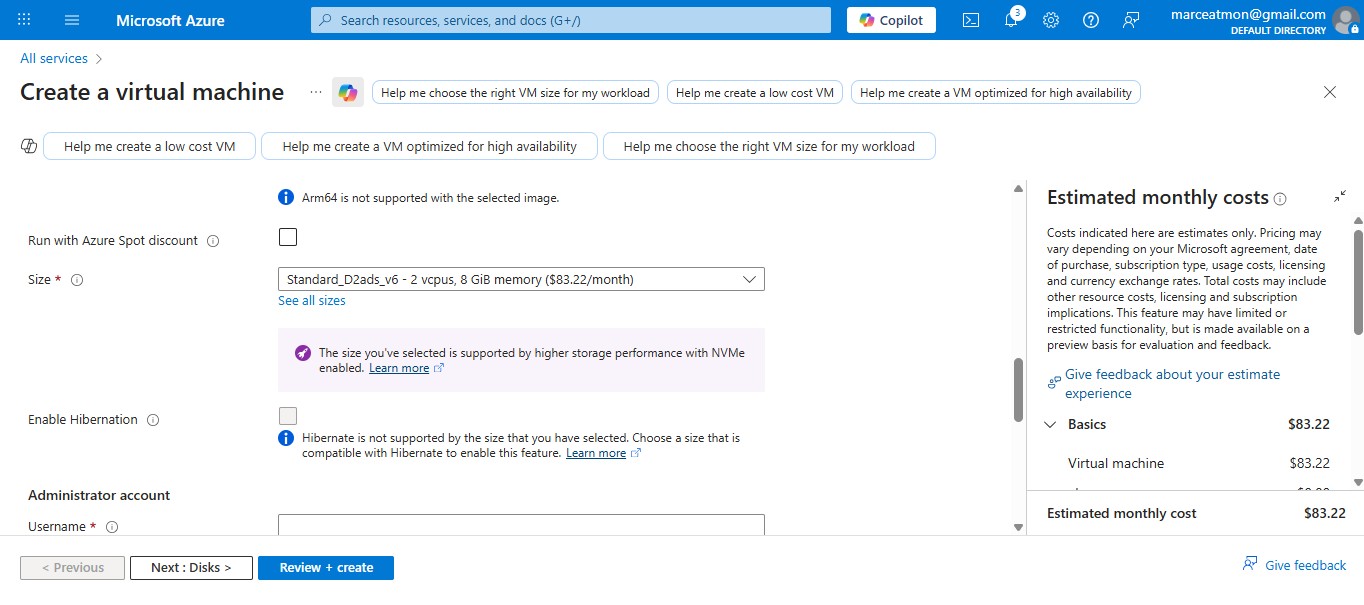 Microsoft Azure
Search resources, services, and docs (G+/)
Copilot
3
marceatmon@gmail.com
DEFAULT DIRECTORY
All services >
Create a virtual machine
...
Help me choose the right VM size for my workload
Help me create a low cost VM
Help me create a VM optimized for high availability
Help me create a low cost VM
Help me create a VM optimized for high availability
Help me choose the right VM size for my workload
Arm64 is not supported with the selected image.
Run with Azure Spot discount
Size *
Standard_D2ads_v6 - 2 vcpus, 8 GiB memory ($83.22/month)
See all sizes
The size you've selected is supported by higher storage performance with NVMe
enabled. Learn more
Enable Hibernation
Hibernate is not supported by the size that you have selected. Choose a size that is
compatible with Hibernate to enable this feature. Learn more
Administrator account
Username *
Estimated monthly costs
Costs indicated here are estimates only. Pricing may
vary depending on your Microsoft agreement, date
of purchase, subscription type, usage costs, licensing
and currency exchange rates. Total costs may include
other resource costs, licensing and subscription
implications. This feature may have limited or
restricted functionality, but is made available on a
preview basis for evaluation and feedback.
Give feedback about your estimate
experience
Basics $83.22
Virtual machine $83.22
Estimated monthly cost $83.22
< Previous
Next : Disks >
Review + create
Give feedback